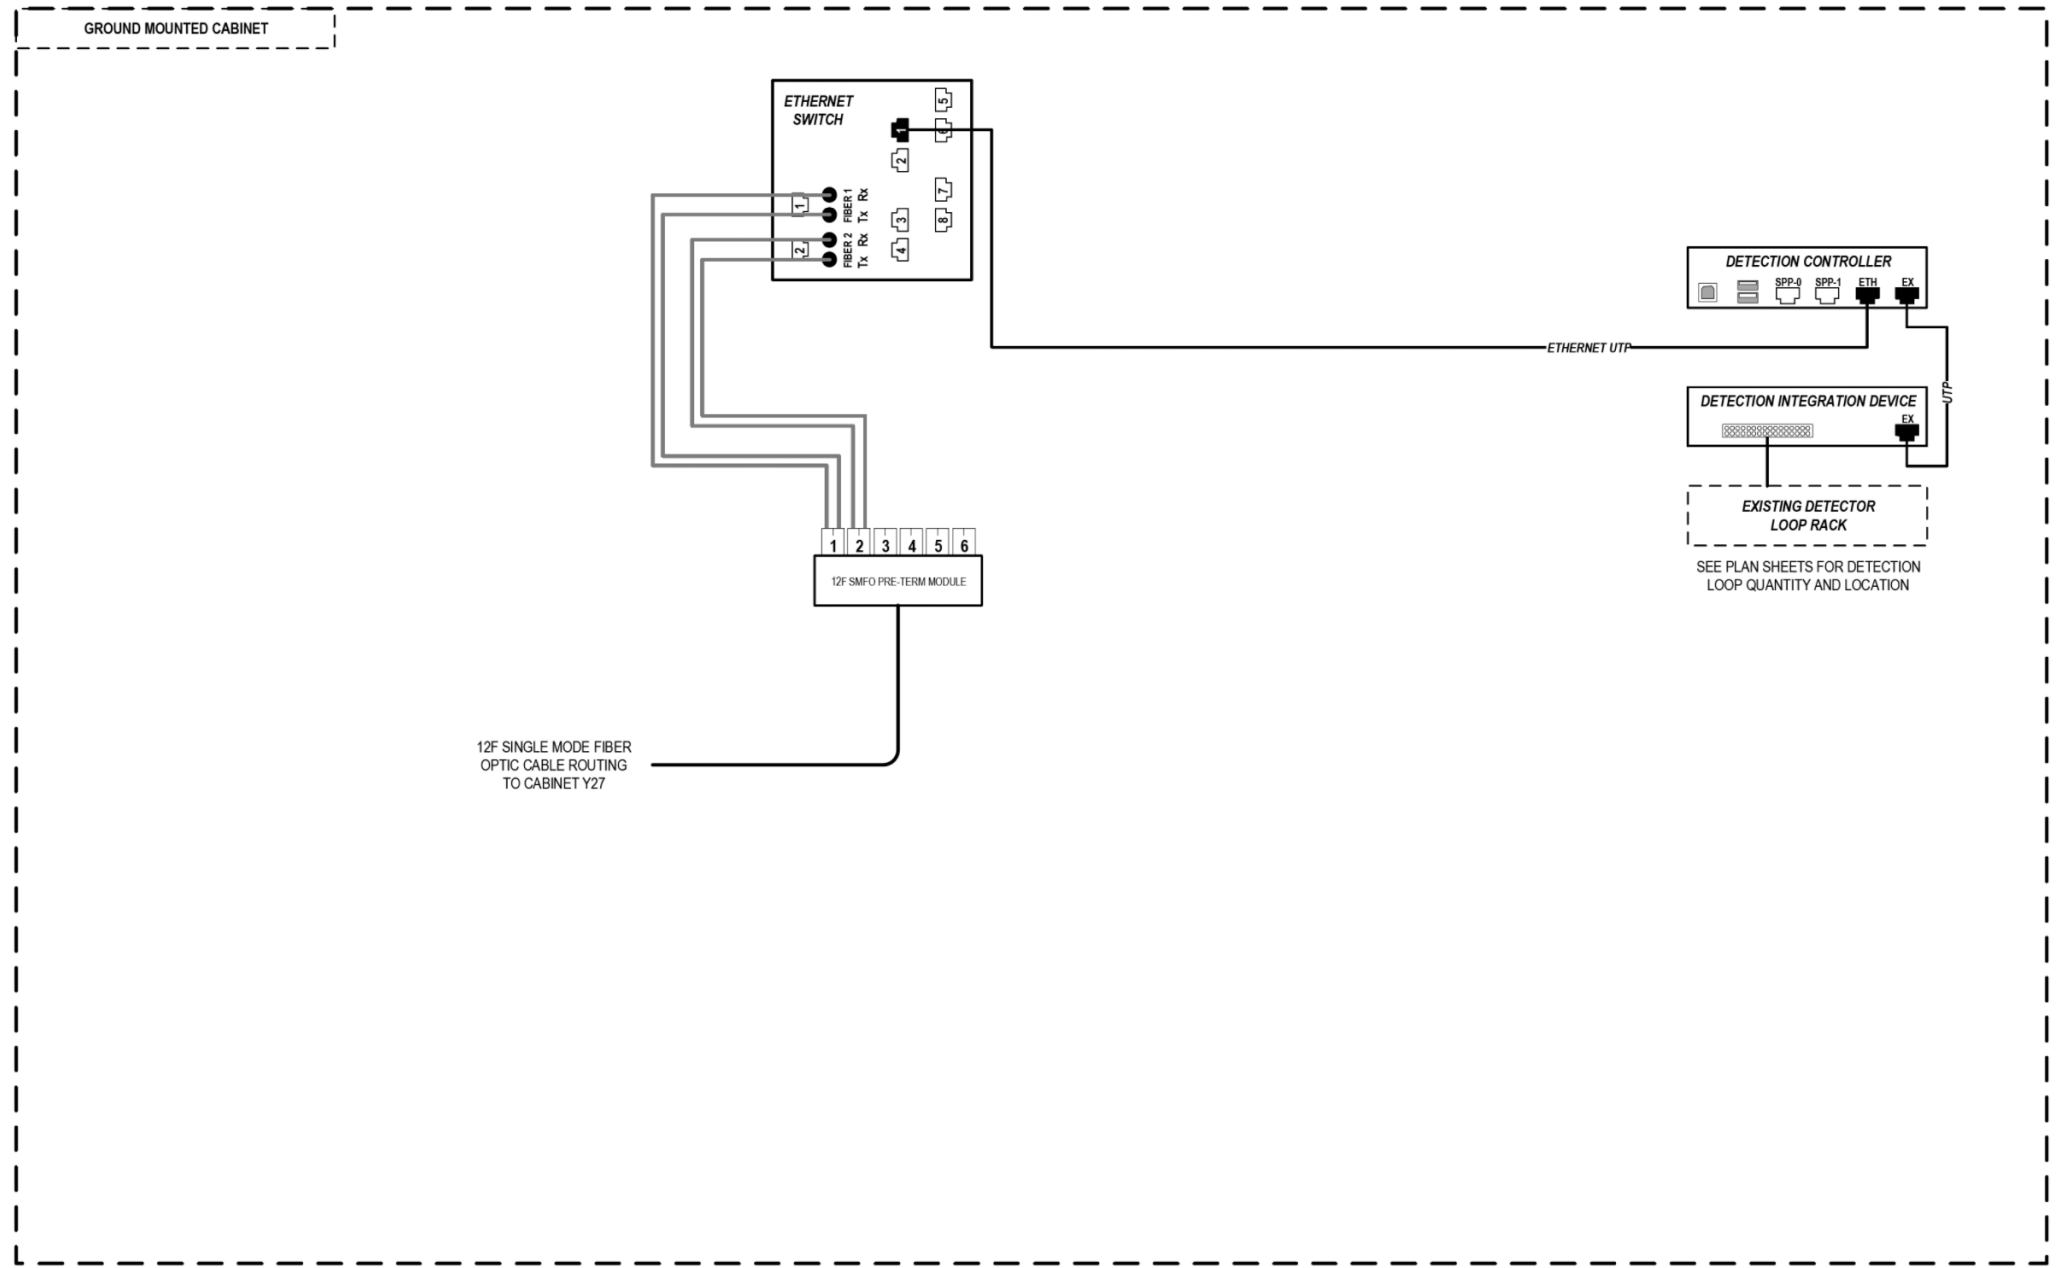 GROUND MOUNTED CABINET
ETHERNET
SWITCH
5
1
6
2
7
1
FIBER 1
Rx
Tx
3
8
2
FIBER 2
Rx
Tx
4
DETECTION CONTROLLER
SPP-0 SPP-1 ETH EX
ETHERNET UTP
UTP
DETECTION INTEGRATION DEVICE
EX
EXISTING DETECTOR
LOOP RACK
SEE PLAN SHEETS FOR DETECTION
LOOP QUANTITY AND LOCATION
1 2 3 4 5 6
12F SMFO PRE-TERM MODULE
12F SINGLE MODE FIBER
OPTIC CABLE ROUTING
TO CABINET Y27